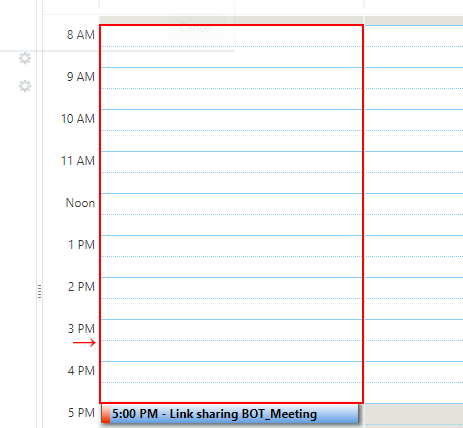 Cancel
8 AM
9 AM
10 AM
11 AM
Noon
1 PM
2 PM
3 PM
4 PM
5 PM
5:00 PM - Link sharing BOT_Meeting